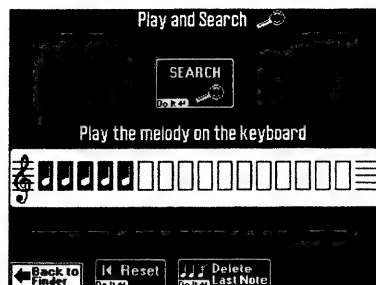 Play and Search
SEARCH
Do It
Play the melody on the keyboard
Back to
Finder
Reset
Do It
Delete
Last Note
Do It